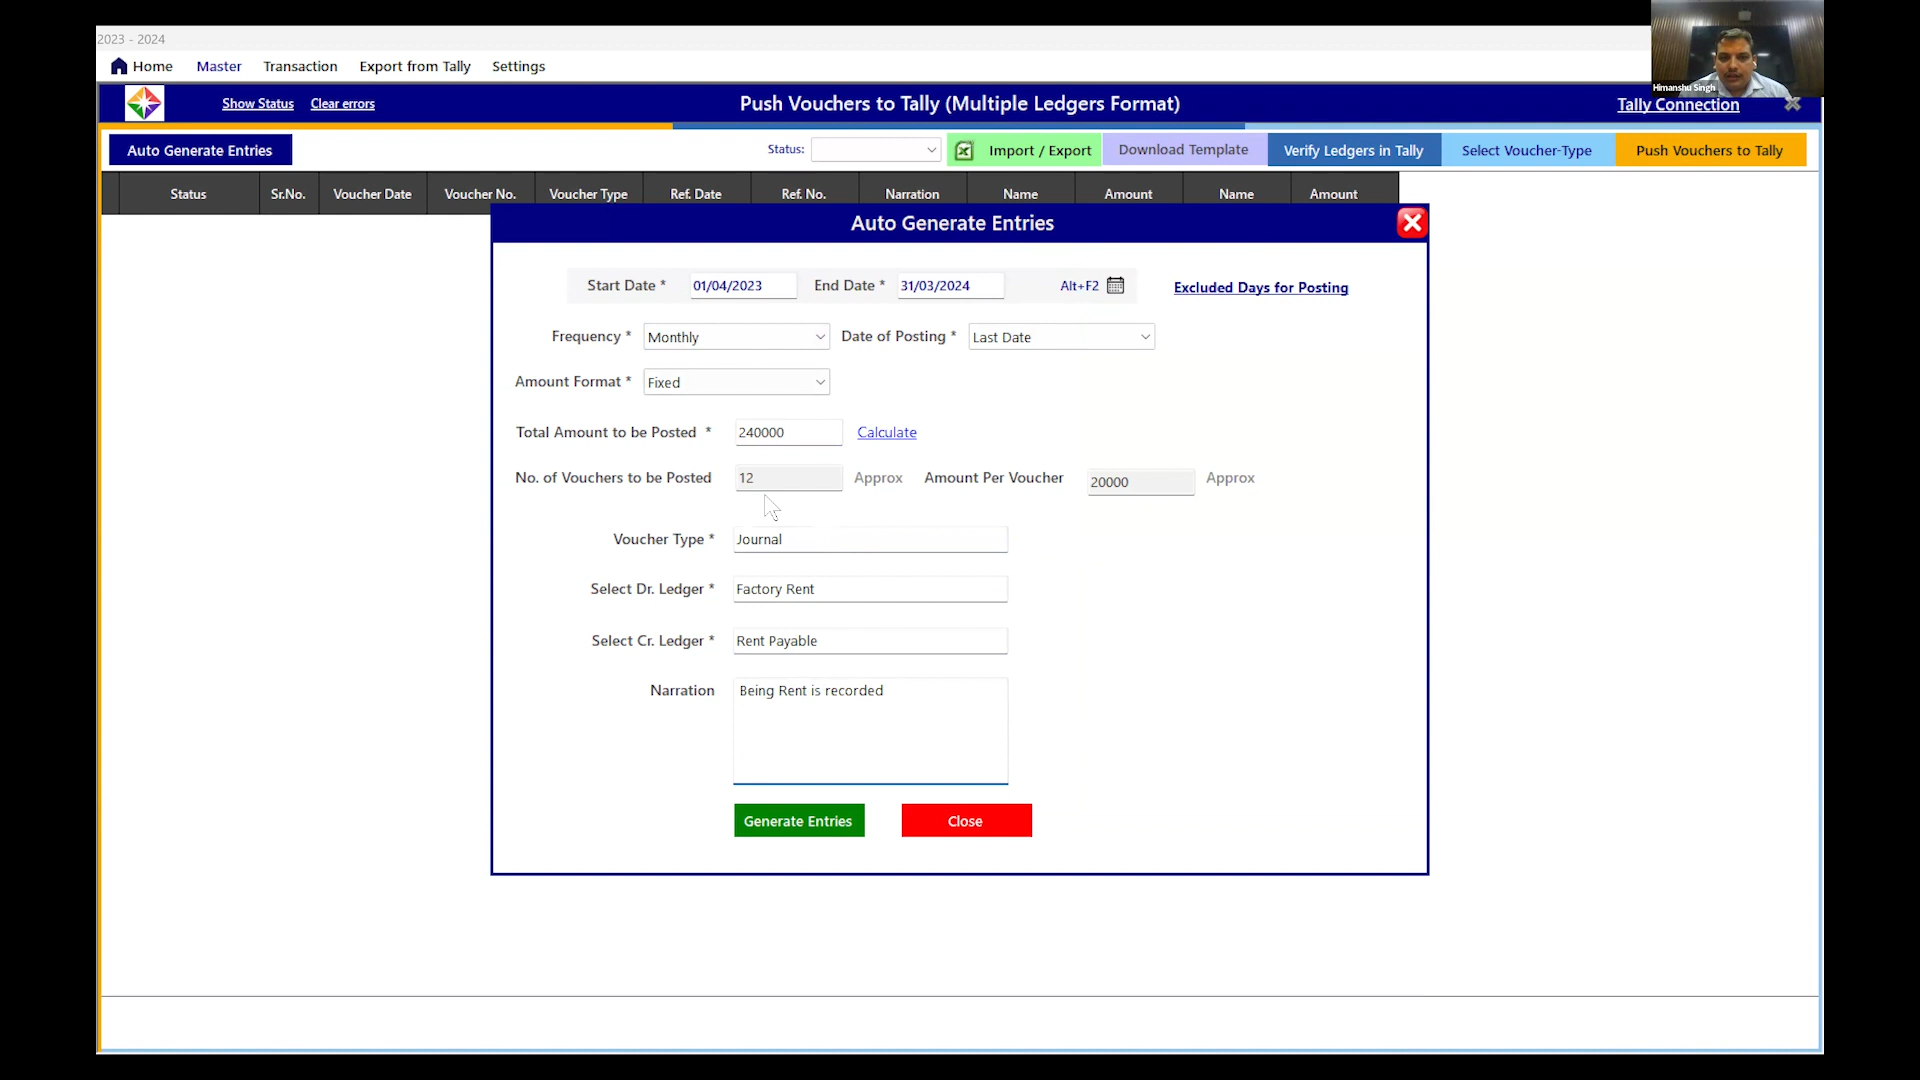 2023 - 2024
Home Master Transaction Export from Tally Settings
Himanshu Singh
Show Status Clear errors Push Vouchers to Tally (Multiple Ledgers Format) Tally Connection
Auto Generate Entries Status: Import / Export Download Template Verify Ledgers in Tally Select Voucher-Type Push Vouchers to Tally
Status Sr.No. Voucher Date Voucher No. Voucher Type Ref. Date Ref. No. Narration Name Amount Name Amount
Auto Generate Entries
Start Date * 01/04/2023 End Date * 31/03/2024 Alt+F2 Excluded Days for Posting
Frequency * Monthly Date of Posting * Last Date
Amount Format * Fixed
Total Amount to be Posted * 240000 Calculate
No. of Vouchers to be Posted 12 Approx Amount Per Voucher 20000 Approx
Voucher Type * Journal
Select Dr. Ledger * Factory Rent
Select Cr. Ledger * Rent Payable
Narration Being Rent is recorded
Generate Entries Close